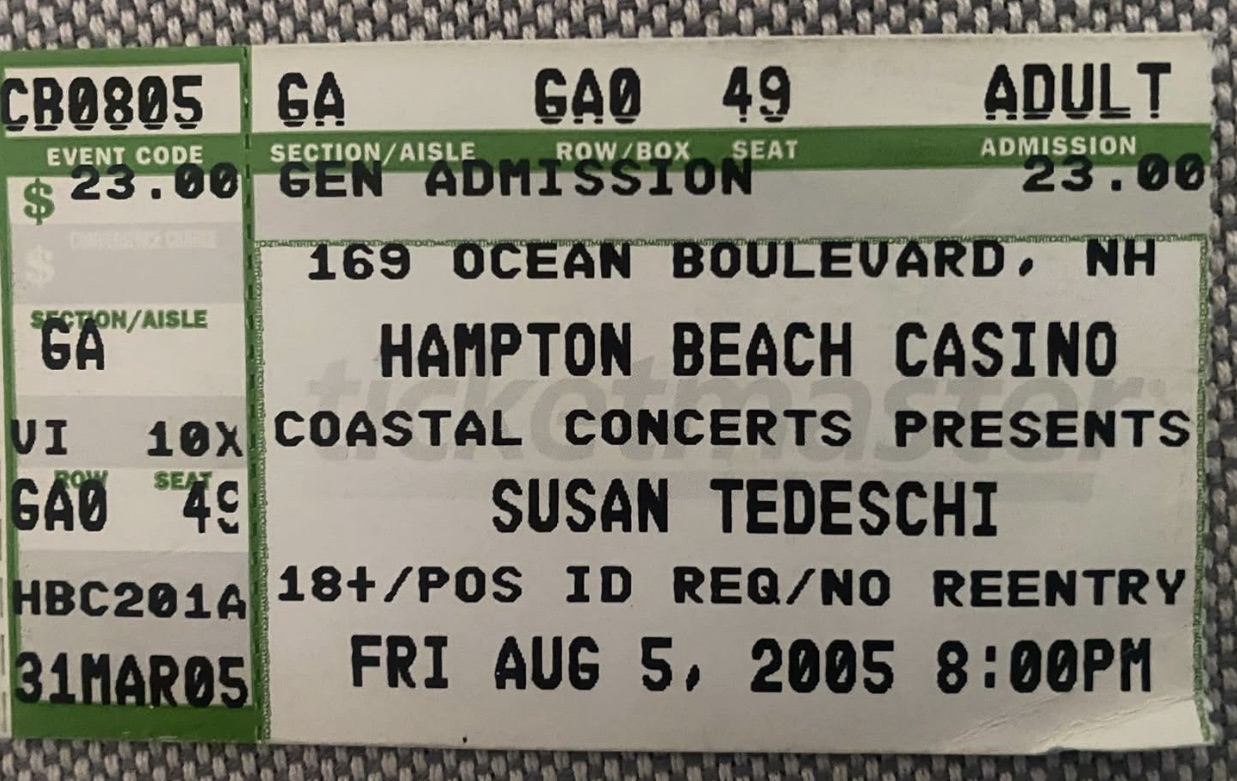 CB0805 GA GA0 49 ADULT
EVENT CODE SECTION/AISLE ROW/BOX SEAT ADMISSION
$ 23.00 GEN ADMISSION 23.00
$ CONVENIENCE CHARGE
169 OCEAN BOULEVARD, NH
SECTION/AISLE
GA HAMPTON BEACH CASINO
ticketmaster
VI 10X COASTAL CONCERTS PRESENTS
ROW SEAT
GA0 49 SUSAN TEDESCHI
HBC201A 18+/POS ID REQ/NO REENTRY
31MAR05 FRI AUG 5, 2005 8:00PM